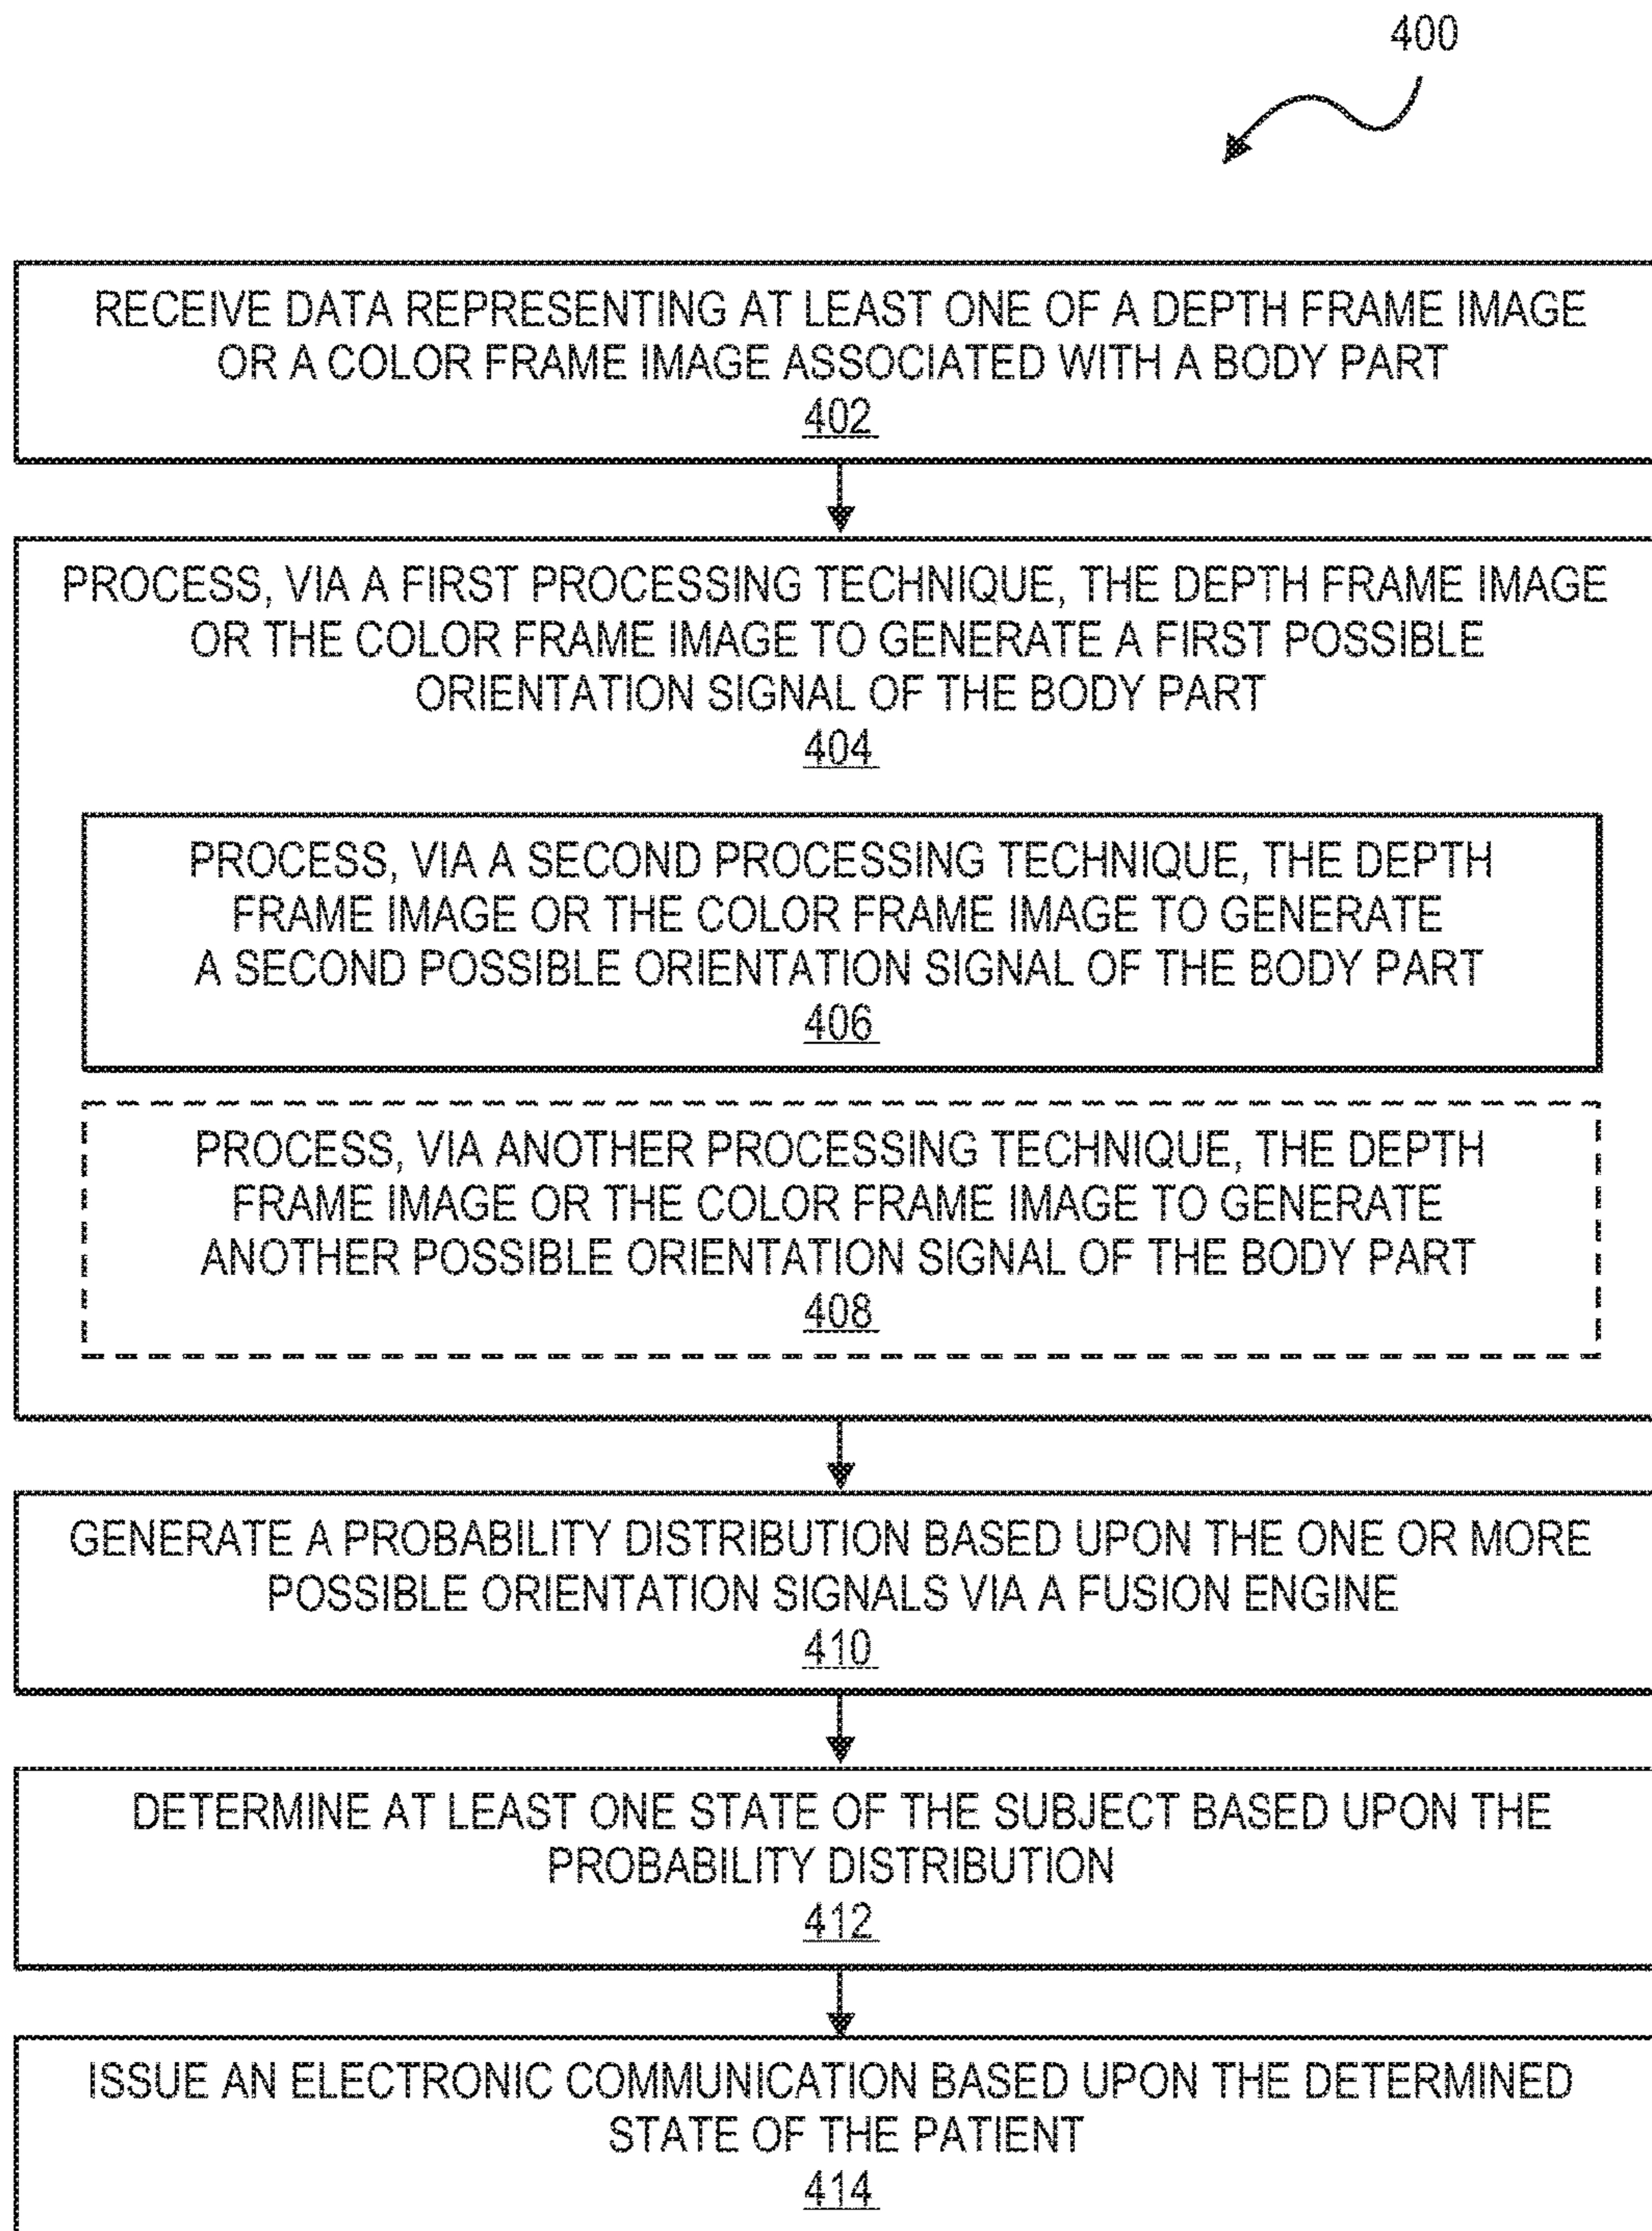 400
RECEIVE DATA REPRESENTING AT LEAST ONE OF A DEPTH FRAME IMAGE
OR A COLOR FRAME IMAGE ASSOCIATED WITH A BODY PART
402
PROCESS, VIA A FIRST PROCESSING TECHNIQUE, THE DEPTH FRAME IMAGE
OR THE COLOR FRAME IMAGE TO GENERATE A FIRST POSSIBLE
ORIENTATION SIGNAL OF THE BODY PART
404
PROCESS, VIA A SECOND PROCESSING TECHNIQUE, THE DEPTH
FRAME IMAGE OR THE COLOR FRAME IMAGE TO GENERATE
A SECOND POSSIBLE ORIENTATION SIGNAL OF THE BODY PART
406
PROCESS, VIA ANOTHER PROCESSING TECHNIQUE, THE DEPTH
FRAME IMAGE OR THE COLOR FRAME IMAGE TO GENERATE
ANOTHER POSSIBLE ORIENTATION SIGNAL OF THE BODY PART
408
GENERATE A PROBABILITY DISTRIBUTION BASED UPON THE ONE OR MORE
POSSIBLE ORIENTATION SIGNALS VIA A FUSION ENGINE
410
DETERMINE AT LEAST ONE STATE OF THE SUBJECT BASED UPON THE
PROBABILITY DISTRIBUTION
412
ISSUE AN ELECTRONIC COMMUNICATION BASED UPON THE DETERMINED
STATE OF THE PATIENT
414